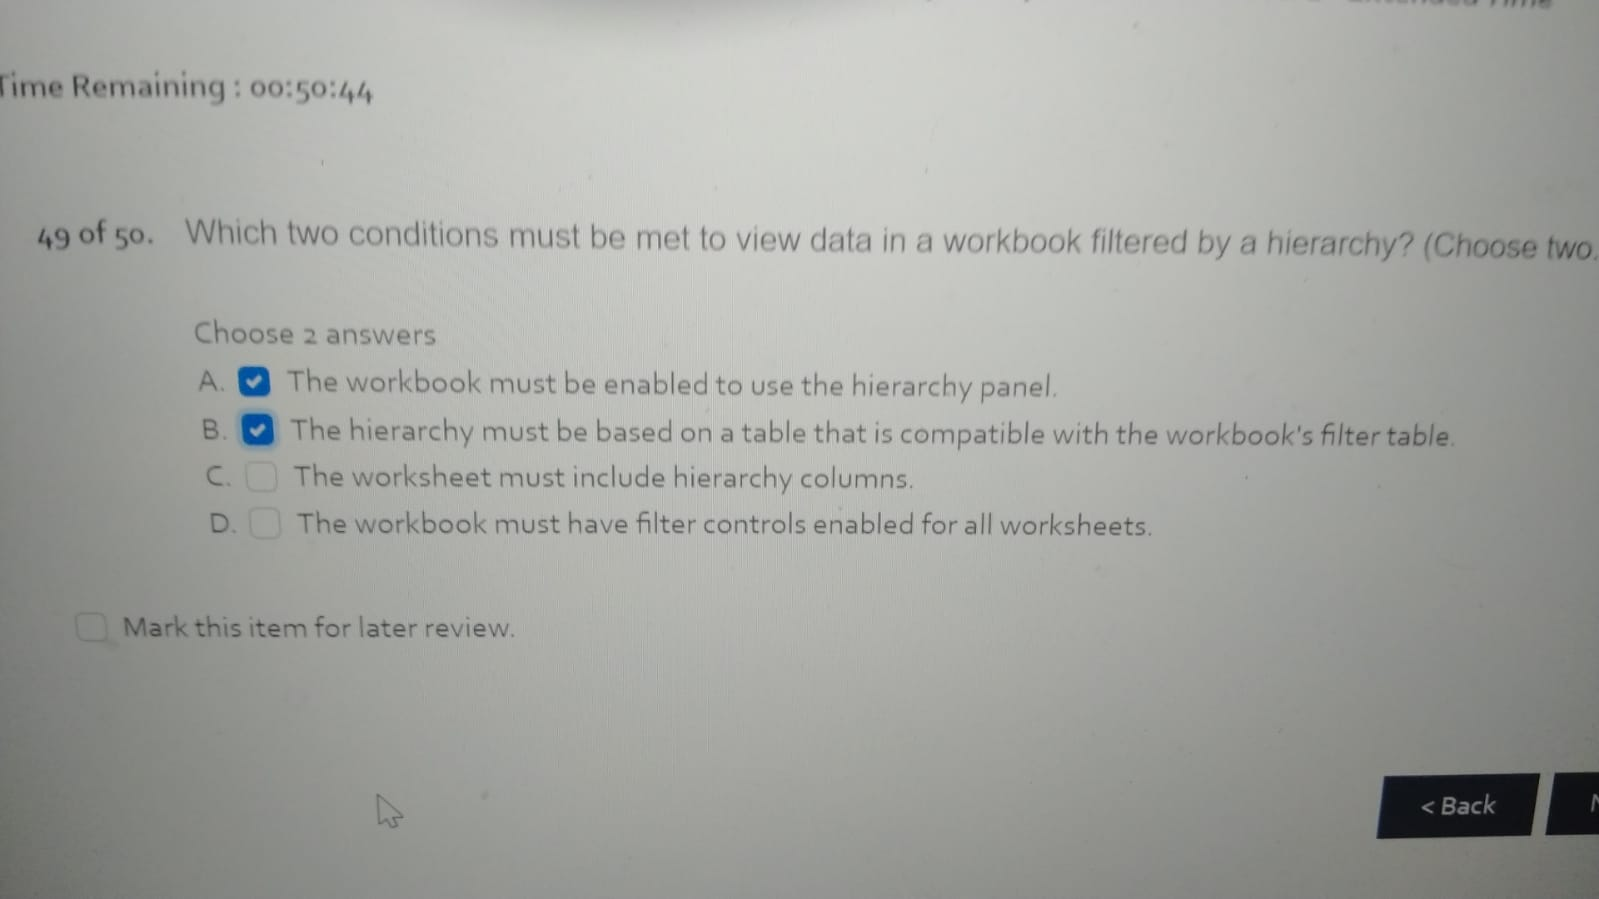 Time Remaining : 00:50:44
49 of 50. Which two conditions must be met to view data in a workbook filtered by a hierarchy? (Choose two.
Choose 2 answers
A. The workbook must be enabled to use the hierarchy panel.
B. The hierarchy must be based on a table that is compatible with the workbook's filter table.
C. The worksheet must include hierarchy columns.
D. The workbook must have filter controls enabled for all worksheets.
Mark this item for later review.
< Back